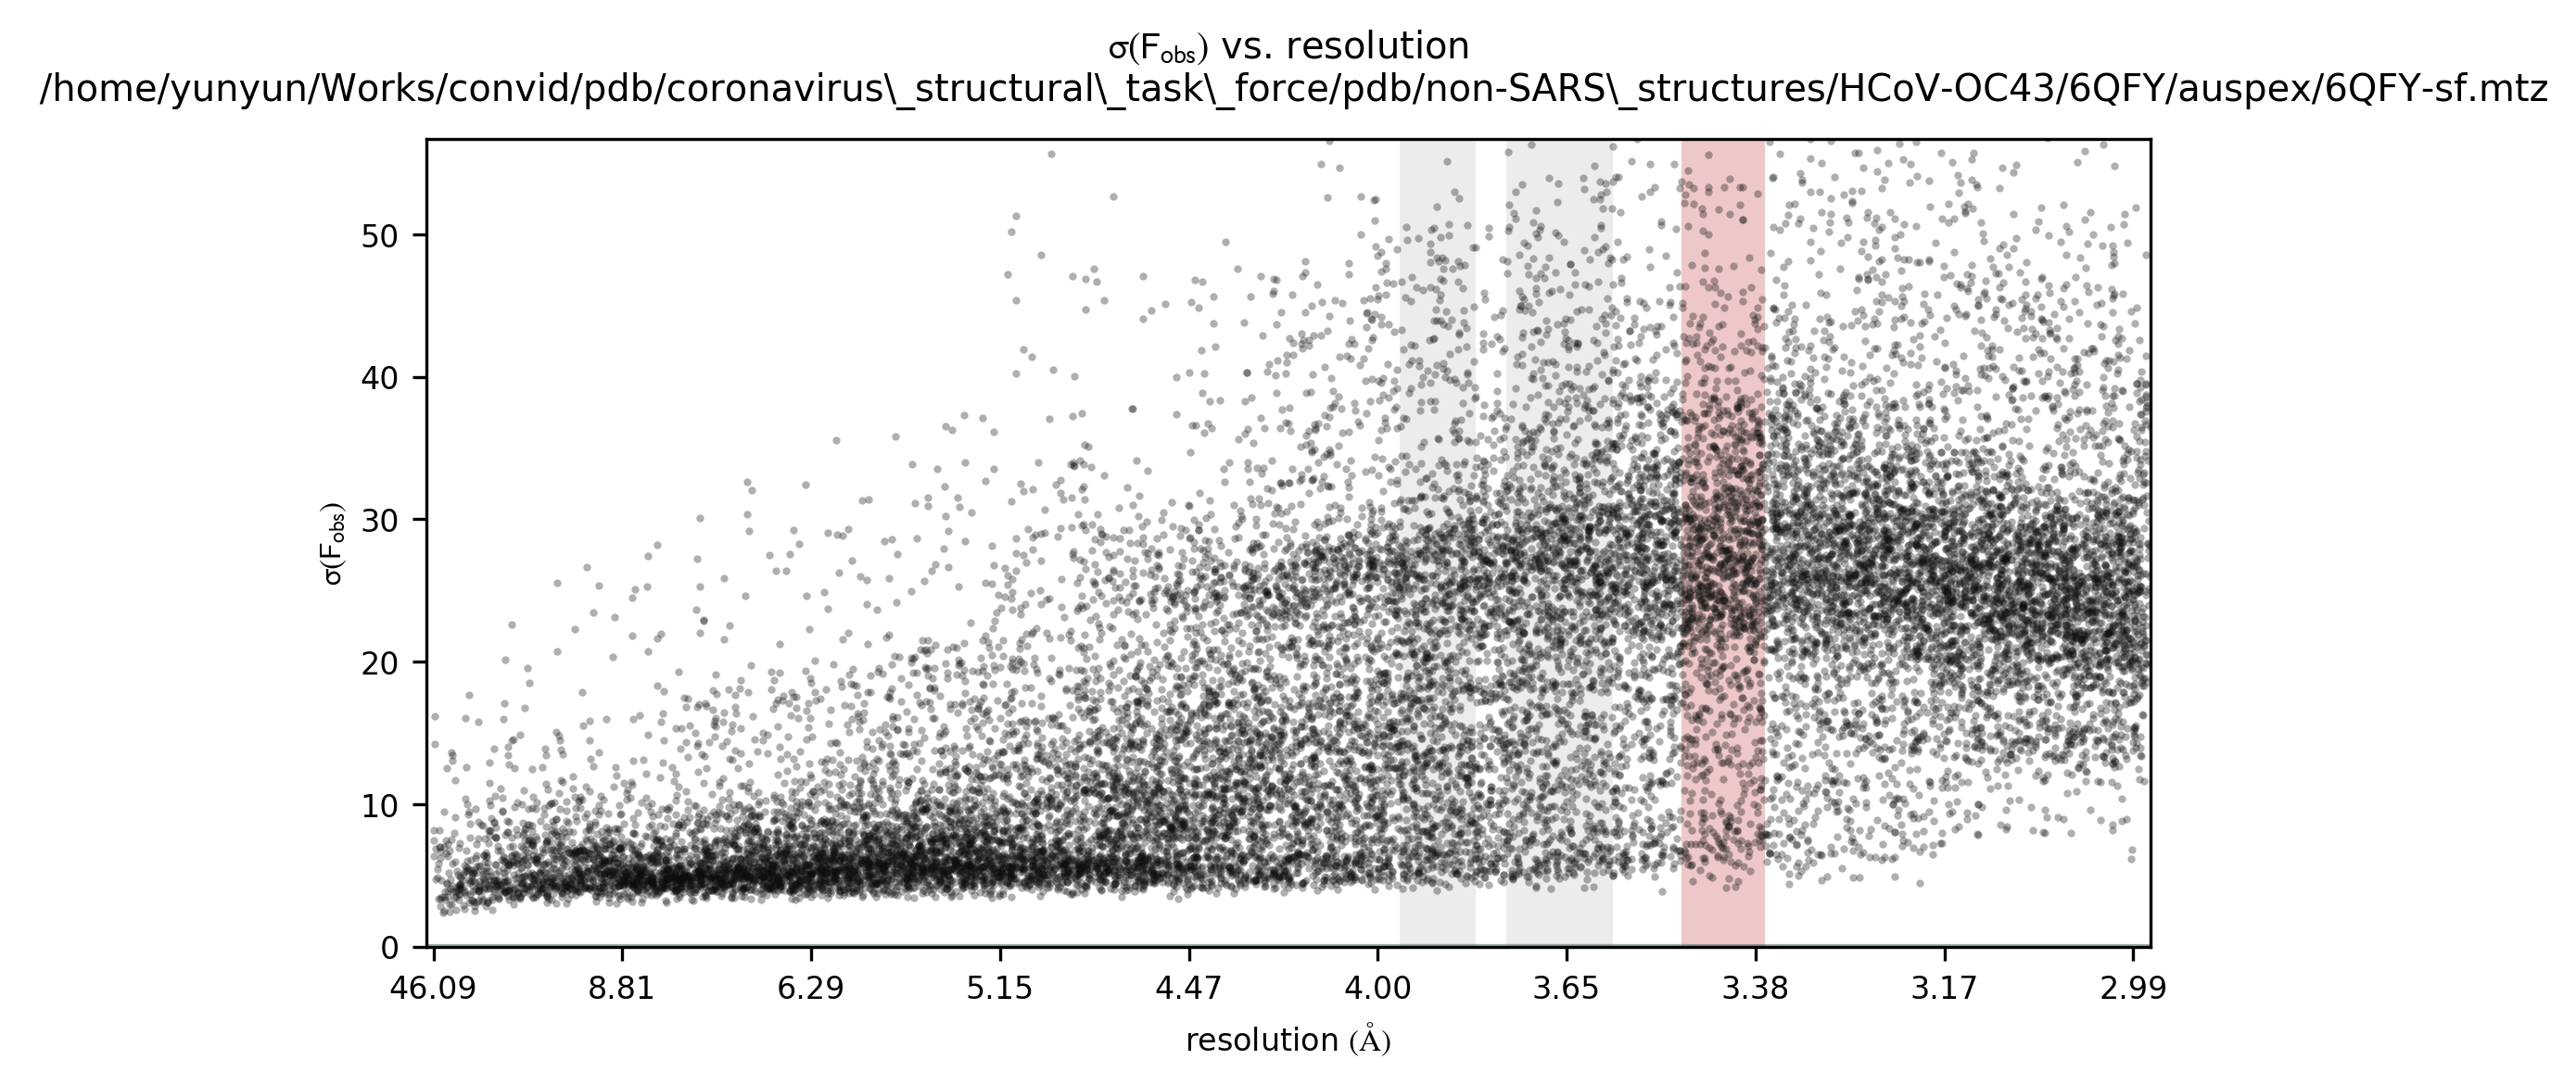 σ(Fobs) vs. resolution
/home/yunyun/Works/convid/pdb/coronavirus\_structural\_task\_force/pdb/non-SARS\_structures/HCoV-OC43/6QFY/auspex/6QFY-sf.mtz
50
40
30
20
10
0
σ(Fobs)
46.09 8.81 6.29 5.15 4.47 4.00 3.65 3.38 3.17 2.99
resolution (Å)